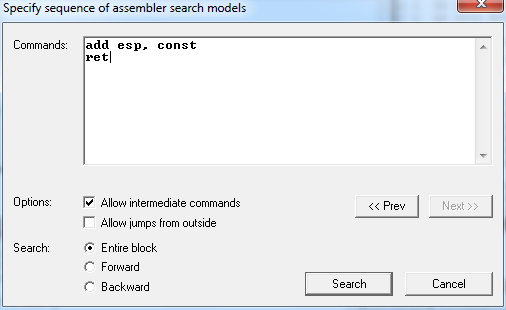 Specify sequence of assembler search models
Commands:
add esp, const
ret
Options:
Allow intermediate commands
<< Prev
Next >>
Allow jumps from outside
Search:
Entire block
Forward
Backward
Search
Cancel